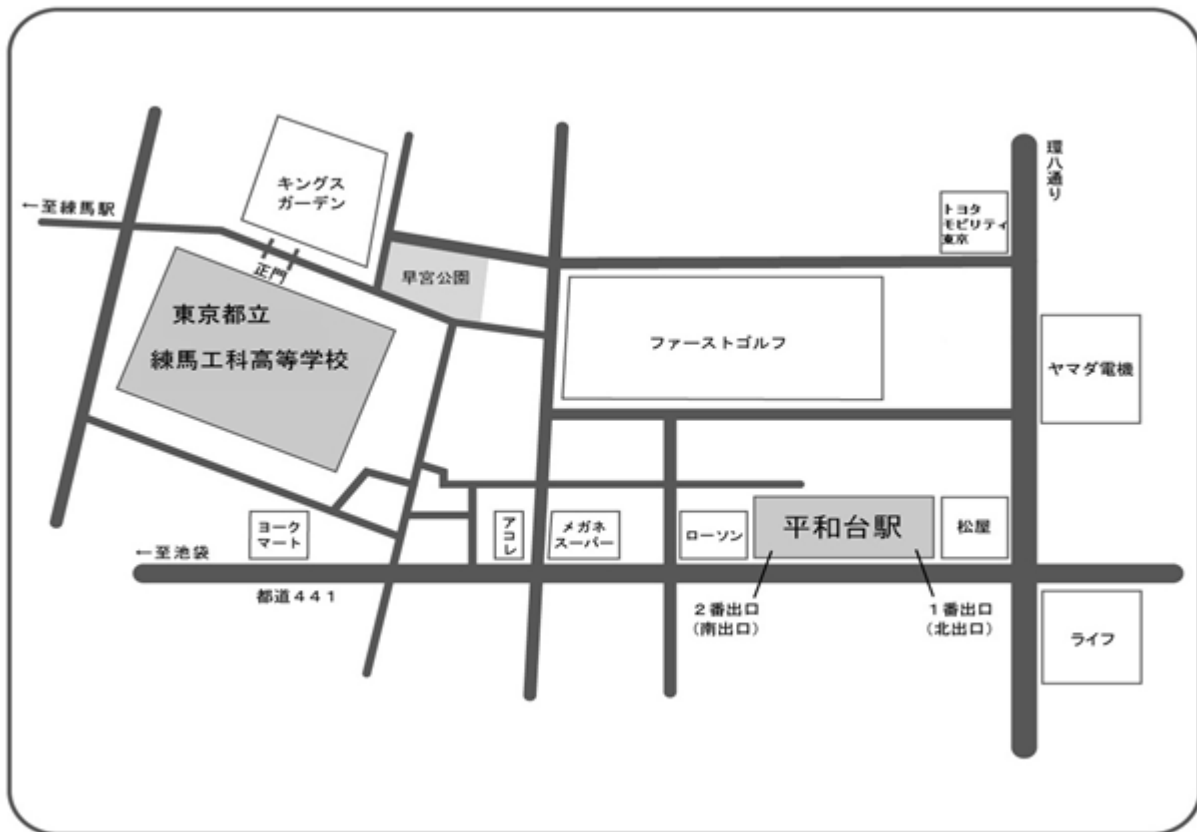 環八通り
キングス
ガーデン
←至練馬駅
トヨタ
モビリティ
東京
正門
早宮公園
東京都立
練馬工科高等学校
ファーストゴルフ
ヤマダ電機
ヨーク
マート
アコレ
メガネ
スーパー
ローソン
平和台駅
松屋
←至池袋
都道441
2番出口
(南出口)
1番出口
(北出口)
ライフ